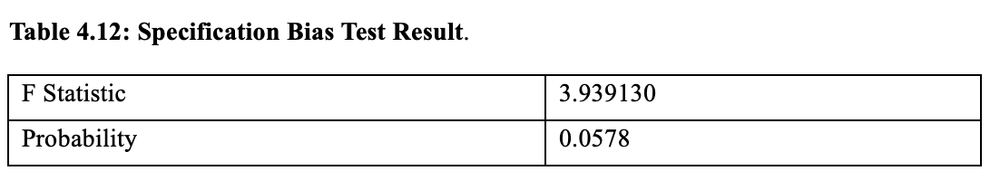 Table 4.12: Specification Bias Test Result.
F Statistic 3.939130
Probability 0.0578